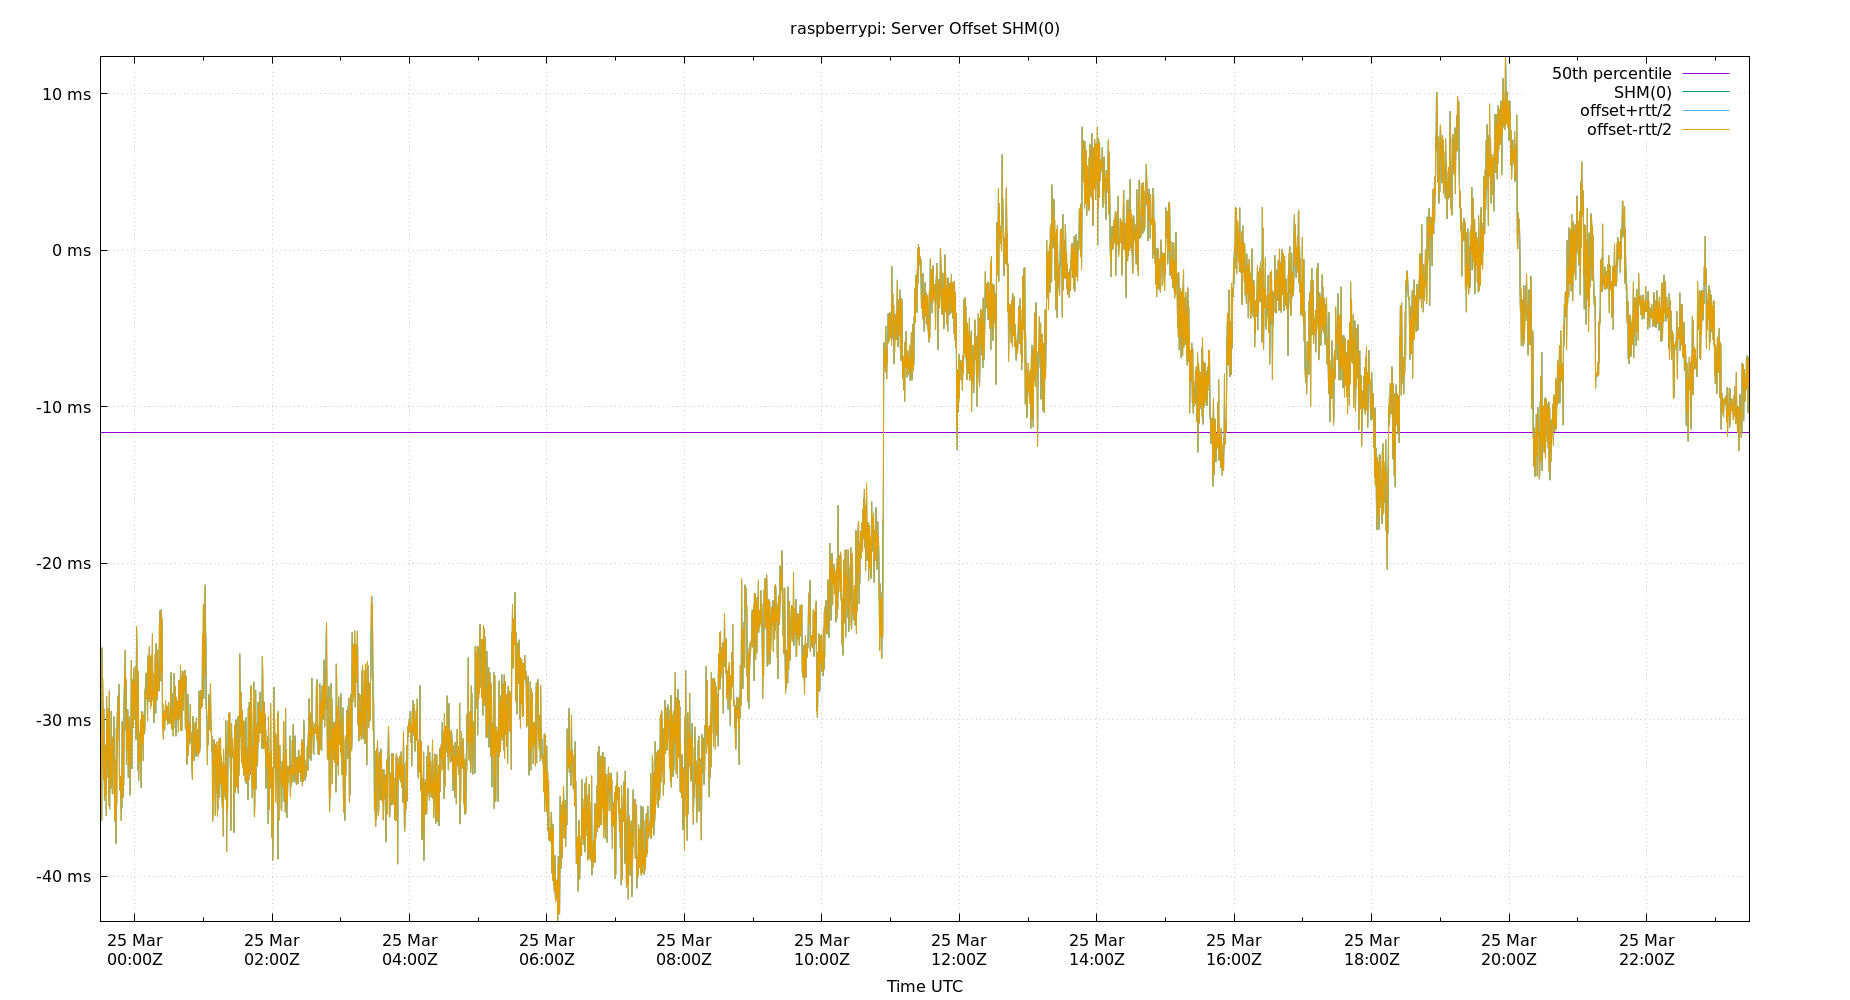 raspberrypi: Server Offset SHM(0)
50th percentile
SHM(0)
offset+rtt/2
offset-rtt/2
10 ms
0 ms
-10 ms
-20 ms
-30 ms
-40 ms
25 Mar 25 Mar 25 Mar 25 Mar 25 Mar 25 Mar 25 Mar 25 Mar 25 Mar 25 Mar 25 Mar 25 Mar
00:00Z 02:00Z 04:00Z 06:00Z 08:00Z 10:00Z 12:00Z 14:00Z 16:00Z 18:00Z 20:00Z 22:00Z
Time UTC